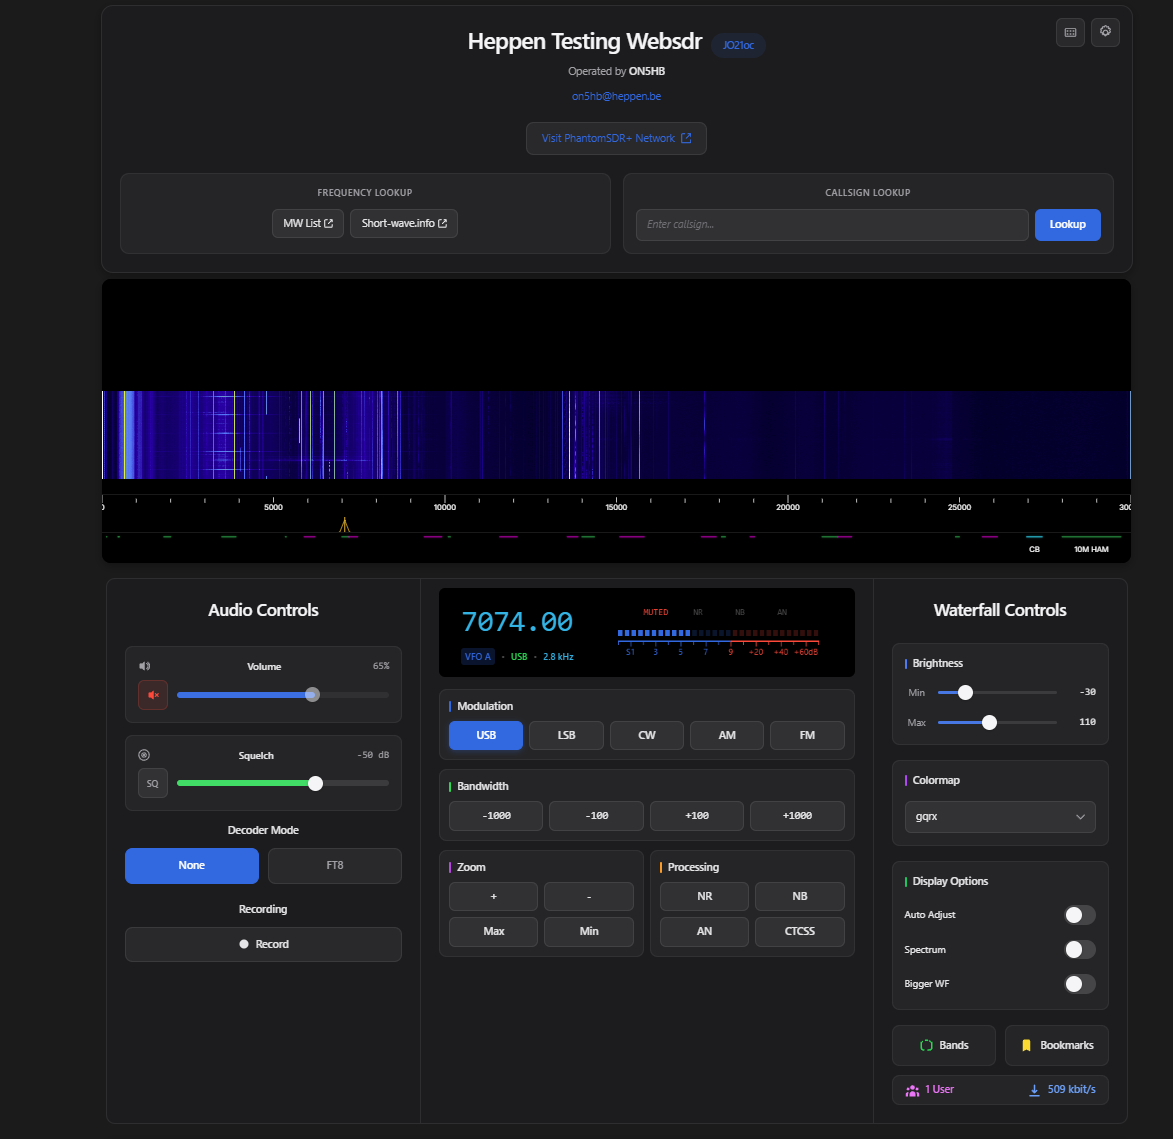 Heppen Testing Websdr JO21oc
Operated by ON5HB
on5hb@heppen.be
Visit PhantomSDR+ Network
FREQUENCY LOOKUP
MW List
Short-wave.info
CALLSIGN LOOKUP
Enter callsign...
Lookup
5000 10000 15000 20000 25000
CB 10M HAM
Audio Controls
Volume 65%
Squelch -50 dB
SQ
Decoder Mode
None FT8
Recording
Record
7074.00
VFO A · USB · 2.8 kHz
MUTED NR NB AN
S1 3 5 7 9 +20 +40 +60dB
Modulation
USB LSB CW AM FM
Bandwidth
-1000 -100 +100 +1000
Zoom
+ -
Max Min
Processing
NR NB
AN CTCSS
Waterfall Controls
Brightness
Min -30
Max 110
Colormap
gqrx
Display Options
Auto Adjust
Spectrum
Bigger WF
Bands Bookmarks
1 User 509 kbit/s